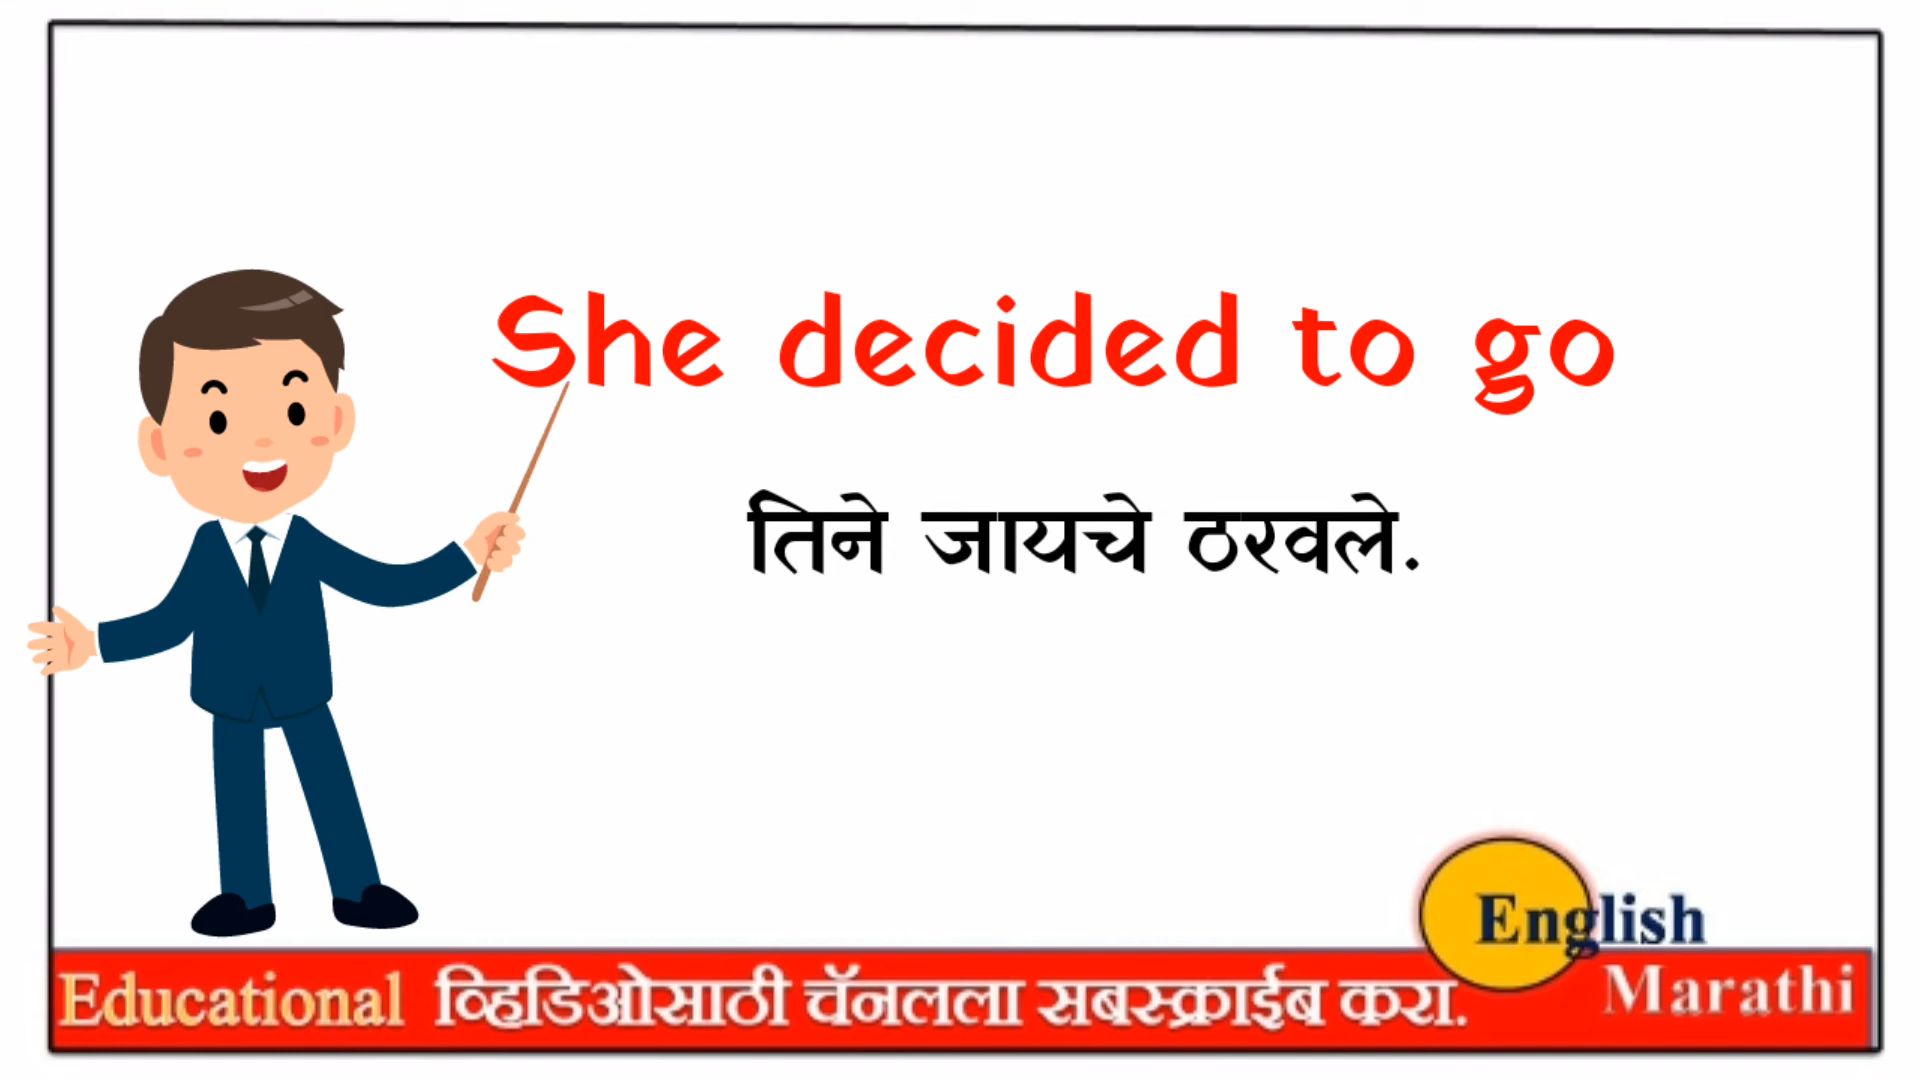 She decided to go
तिने जायचे ठरवले.
English
Marathi
Educational व्हिडिओसाठी चॅनलला सबस्क्राईब करा.